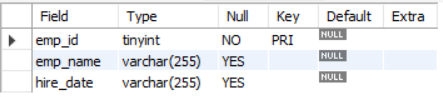 Field Type Null Key Default Extra
emp_id tinyint NO PRI NULL
emp_name varchar(255) YES NULL
hire_date varchar(255) YES NULL